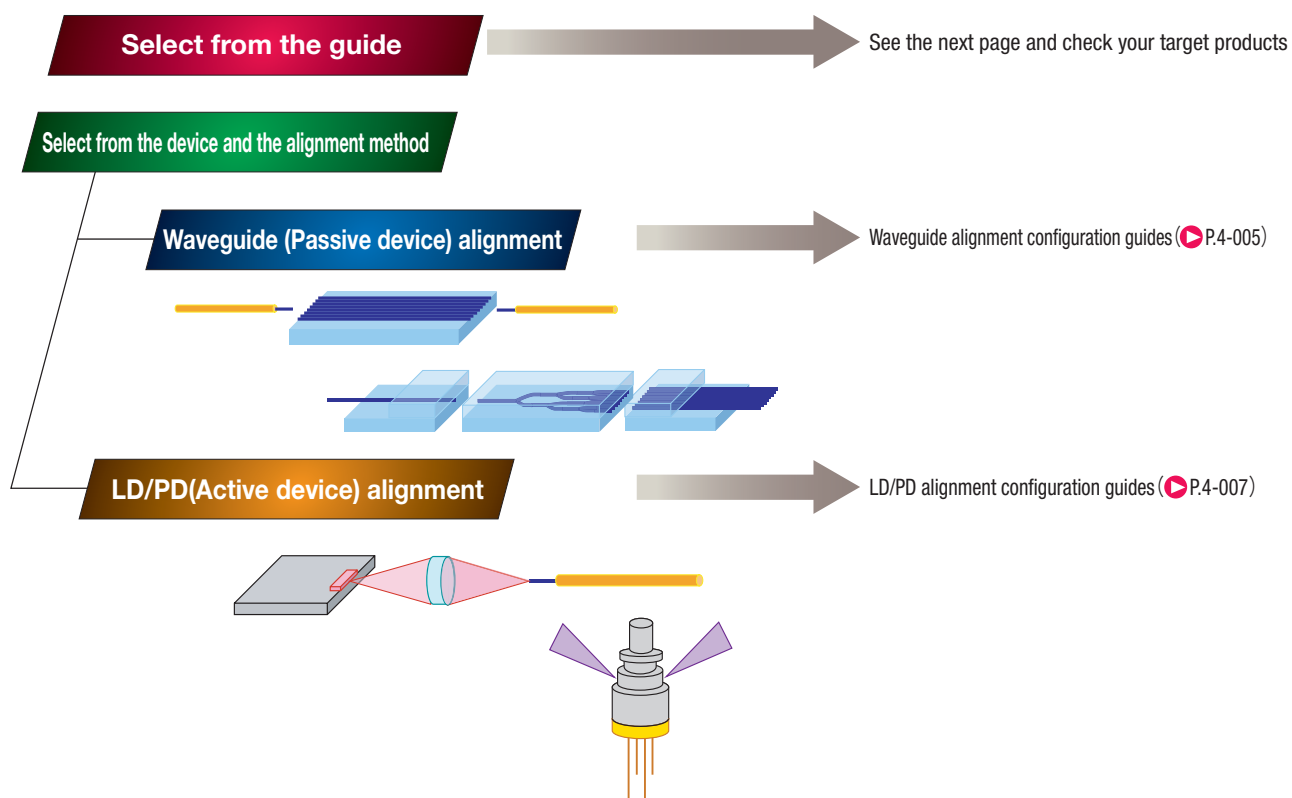 Select from the guide
See the next page and check your target products
Select from the device and the alignment method
Waveguide (Passive device) alignment
Waveguide alignment configuration guides (P.4-005)
LD/PD(Active device) alignment
LD/PD alignment configuration guides (P.4-007)